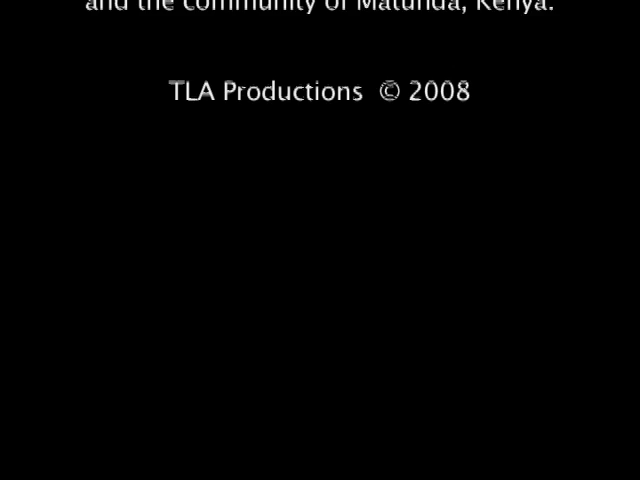 and the community of Matunda, Kenya.
TLA Productions © 2008